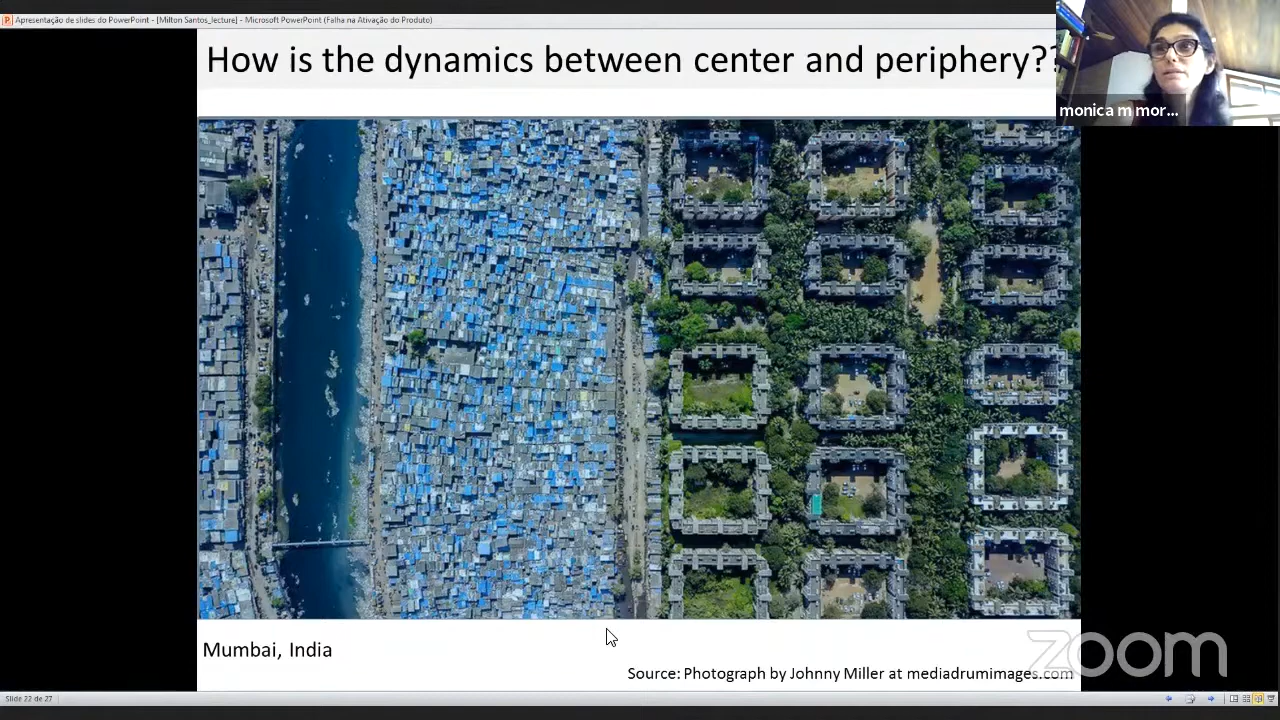 Apresentação de slides do PowerPoint - [Milton Santos_lecture] - Microsoft PowerPoint (Falha na Ativação do Produto)
How is the dynamics between center and periphery??
monica m mor...
Mumbai, India
Source: Photograph by Johnny Miller at mediadrumimages.com
zoom
Slide 22 de 27